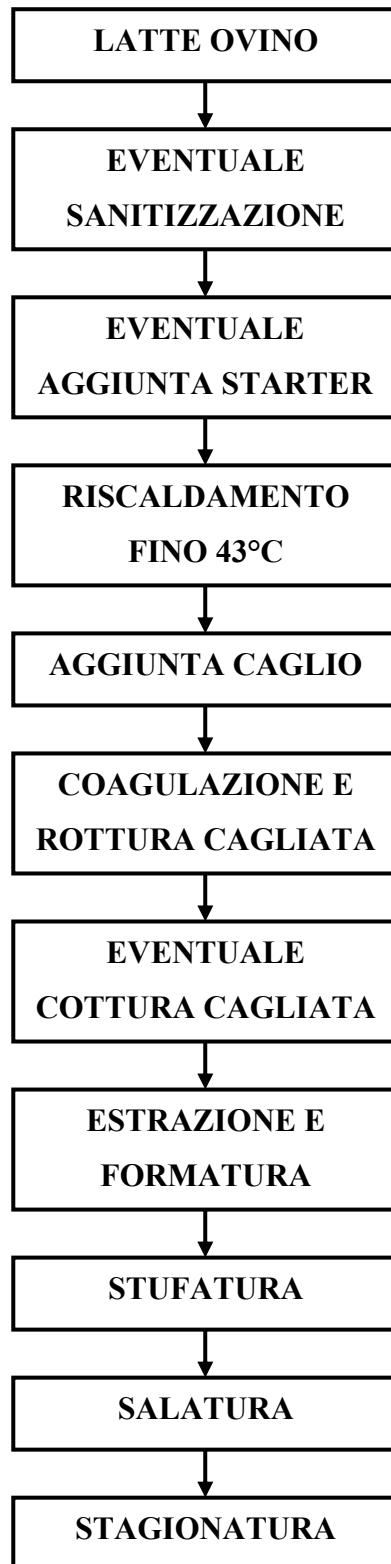 LATTE OVINO
EVENTUALE
SANITIZZAZIONE
EVENTUALE
AGGIUNTA STARTER
RISCALDAMENTO
FINO 43°C
AGGIUNTA CAGLIO
COAGULAZIONE E
ROTTURA CAGLIATA
EVENTUALE
COTTURA CAGLIATA
ESTRAZIONE E
FORMATURA
STUFATURA
SALATURA
STAGIONATURA